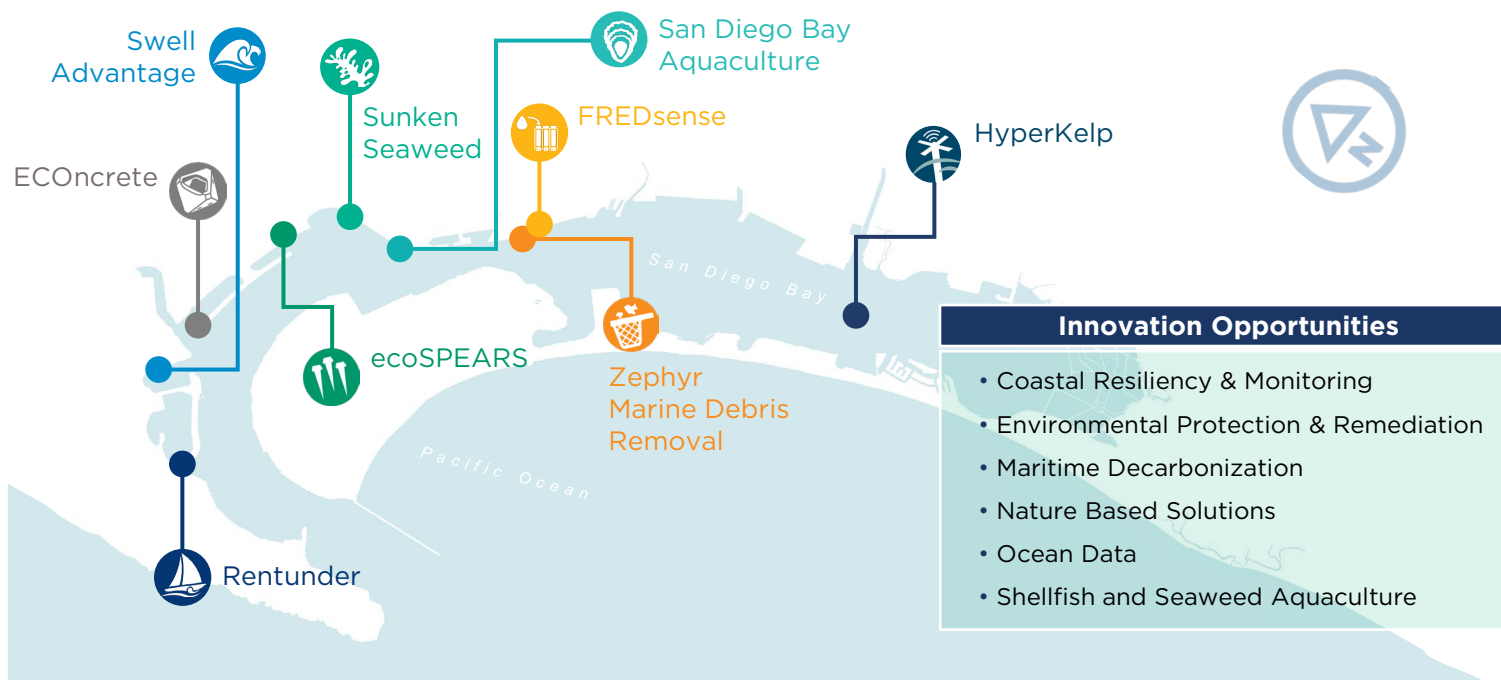 Swell
Advantage
San Diego Bay
Aquaculture
Sunken
Seaweed
FREDsense
HyperKelp
N
ECOncrete
San Diego Bay
ecoSPEARS
Zephyr
Marine Debris
Removal
Pacific Ocean
Rentunder
Innovation Opportunities
• Coastal Resiliency & Monitoring
• Environmental Protection & Remediation
• Maritime Decarbonization
• Nature Based Solutions
• Ocean Data
• Shellfish and Seaweed Aquaculture